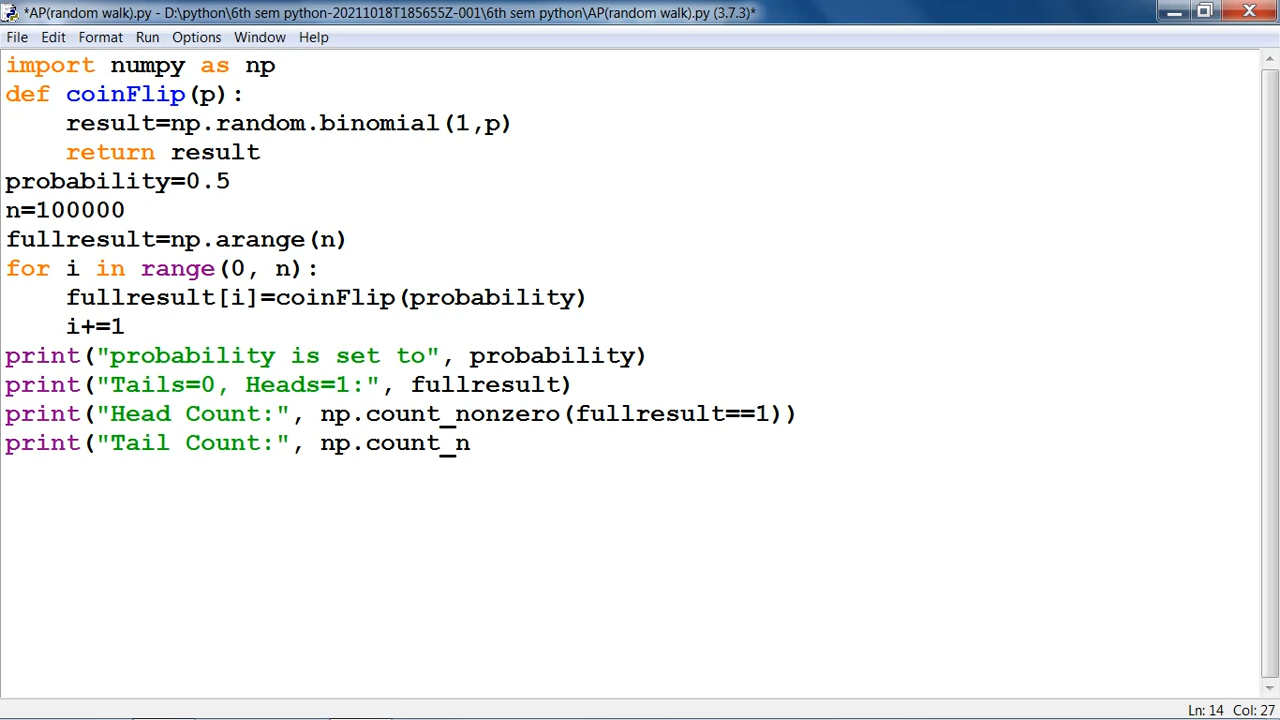 *AP(random walk).py - D:\python\6th sem python-20211018T18565SZ-001\6th sem python\AP(random walk).py (3.7.3)*
File Edit Format Run Options Window Help
import numpy as np
def coinFlip(p):
    result=np.random.binomial(1,p)
    return result
probability=0.5
n=100000
fullresult=np.arange(n)
for i in range(0, n):
    fullresult[i]=coinFlip(probability)
    i+=1
print("probability is set to", probability)
print("Tails=0, Heads=1:", fullresult)
print("Head Count:", np.count_nonzero(fullresult==1))
print("Tail Count:", np.count_n
Ln: 14 Col: 27